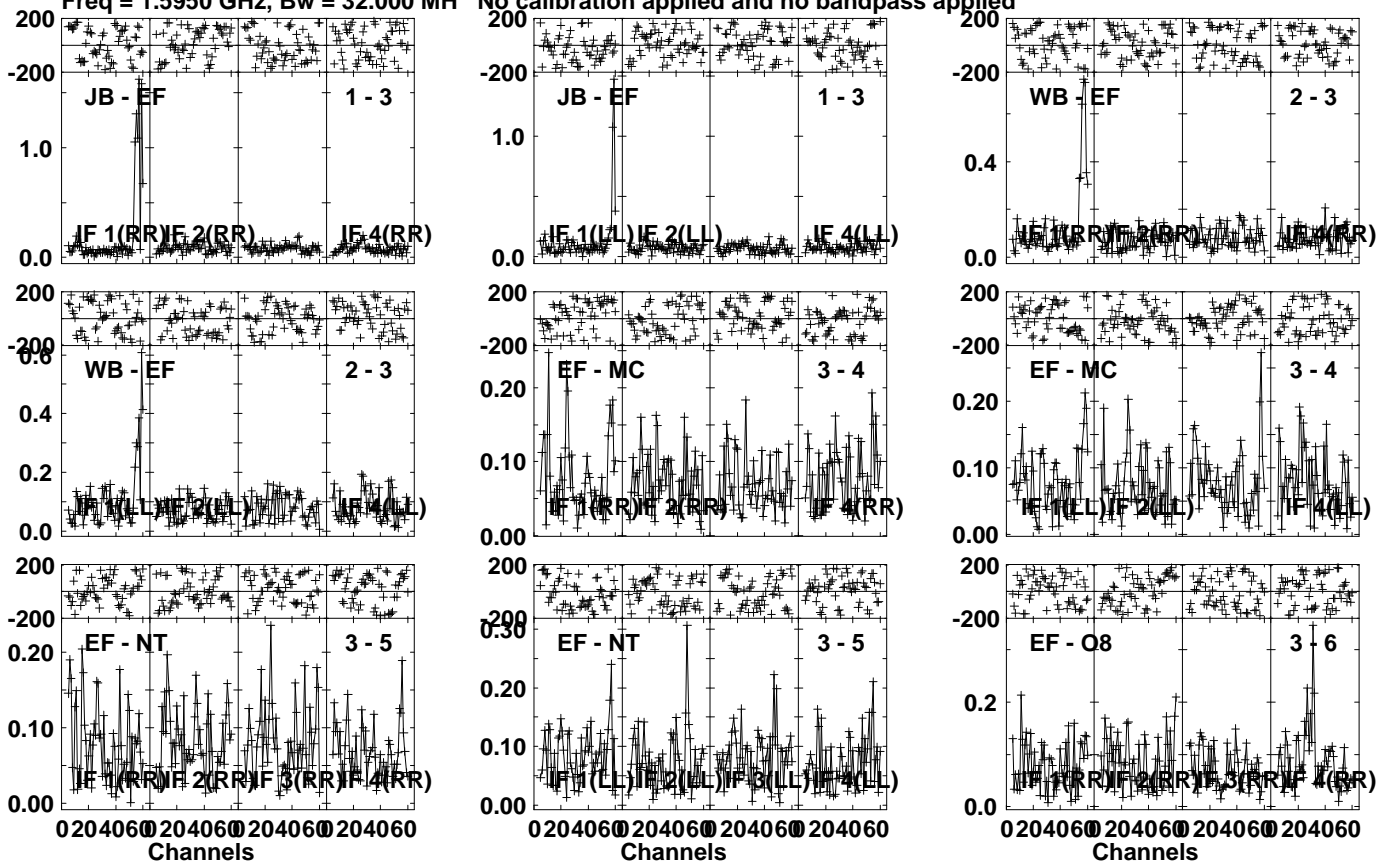 Freq = 1.5950 GHz, Bw = 32.000 MH No calibration applied and no bandpass applied
200
-200
JB - EF 1 - 3
1.0
IF 1(RR) IF 2(RR) IF 4(RR)
0.0
200
-200
JB - EF 1 - 3
1.0
IF 1(LL) IF 2(LL) IF 4(LL)
0.0
200
-200
WB - EF 2 - 3
0.4
IF 1(RR) IF 2(RR) IF 4(RR)
0.0
200
-200
0.6
WB - EF 2 - 3
0.4
0.2
IF 1(LL) IF 2(LL) IF 4(LL)
0.0
200
-200
EF - MC 3 - 4
0.20
0.10
IF 1(RR) IF 2(RR) IF 4(RR)
0.00
200
-200
EF - MC 3 - 4
0.20
0.10
IF 1(LL) IF 2(LL) IF 4(LL)
0.00
200
-200
EF - NT 3 - 5
0.20
0.10
IF 1(RR) IF 2(RR) IF 3(RR) IF 4(RR)
0.00
0 20 40 60 0 20 40 60 0 20 40 60 0 20 40 60
Channels
200
-200
0.30
EF - NT 3 - 5
0.20
0.10
IF 1(LL) IF 2(LL) IF 3(LL) IF 4(LL)
0.00
0 20 40 60 0 20 40 60 0 20 40 60 0 20 40 60
Channels
200
-200
EF - O8 3 - 6
0.2
IF 1(RR) IF 2(RR) IF 3(RR) IF 4(RR)
0.0
0 20 40 60 0 20 40 60 0 20 40 60 0 20 40 60
Channels